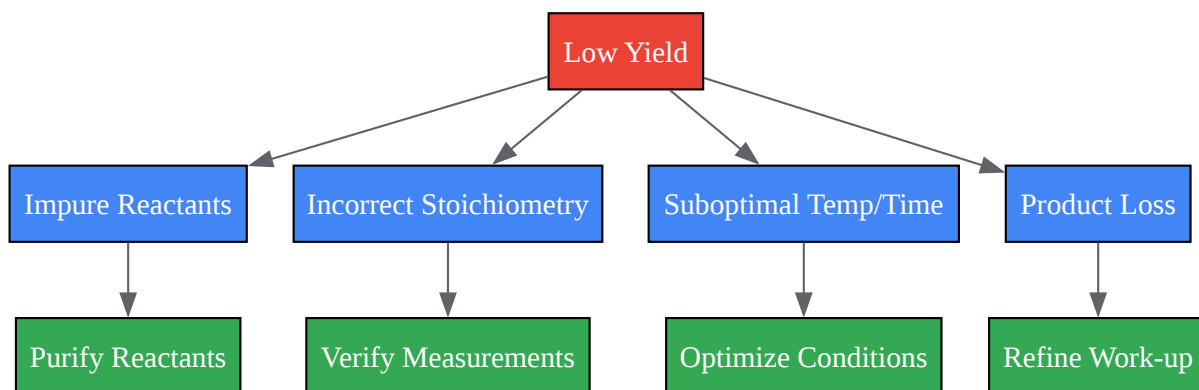 Low Yield
Impure Reactants
Incorrect Stoichiometry
Suboptimal Temp/Time
Product Loss
Purify Reactants
Verify Measurements
Optimize Conditions
Refine Work-up